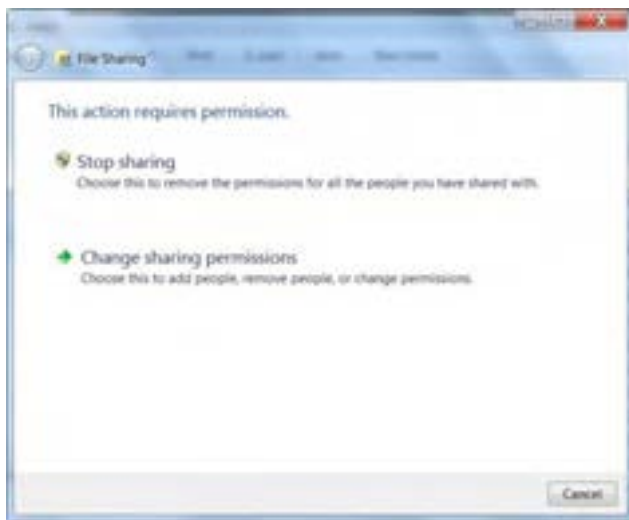 File Sharing
This action requires permission.
Stop sharing
Choose this to remove the permissions for all the people you have shared with.
Change sharing permissions
Choose this to add people, remove people, or change permissions.
Cancel